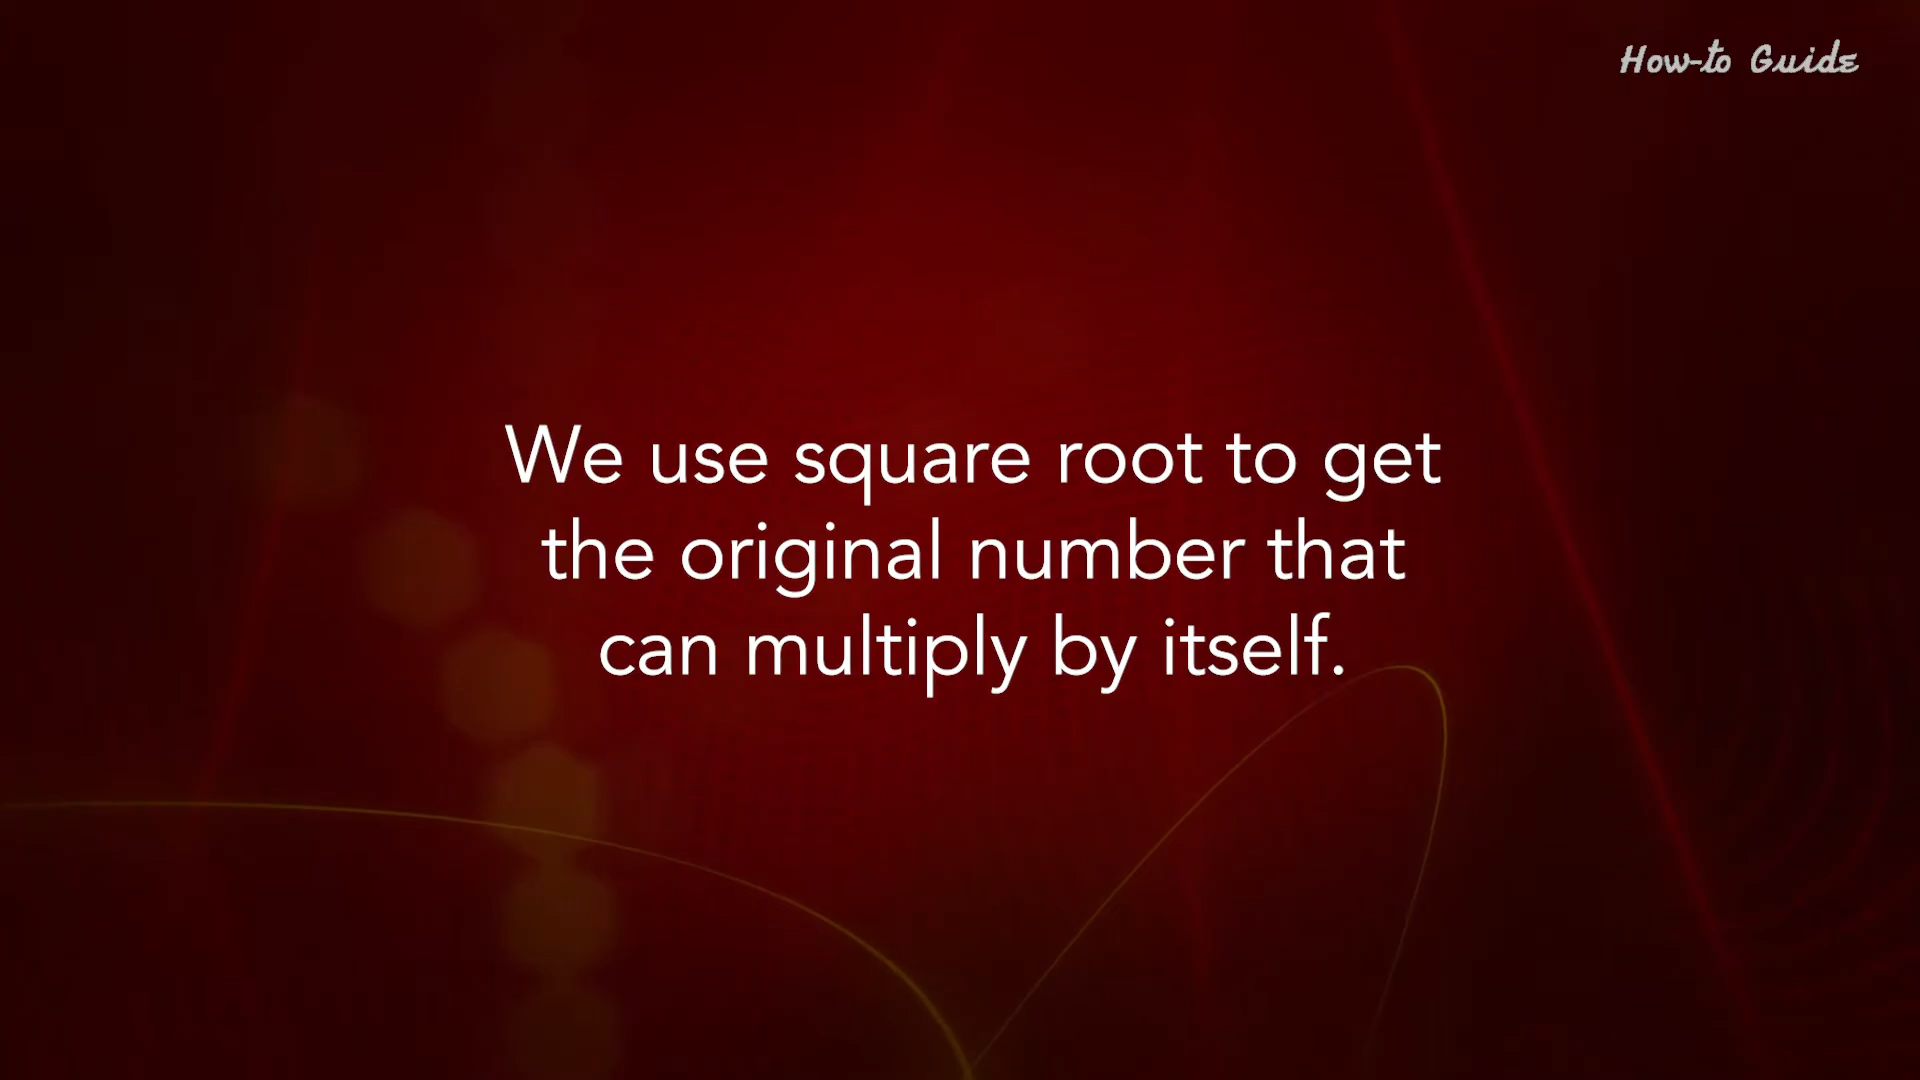 How-to Guide
We use square root to get
the original number that
can multiply by itself.